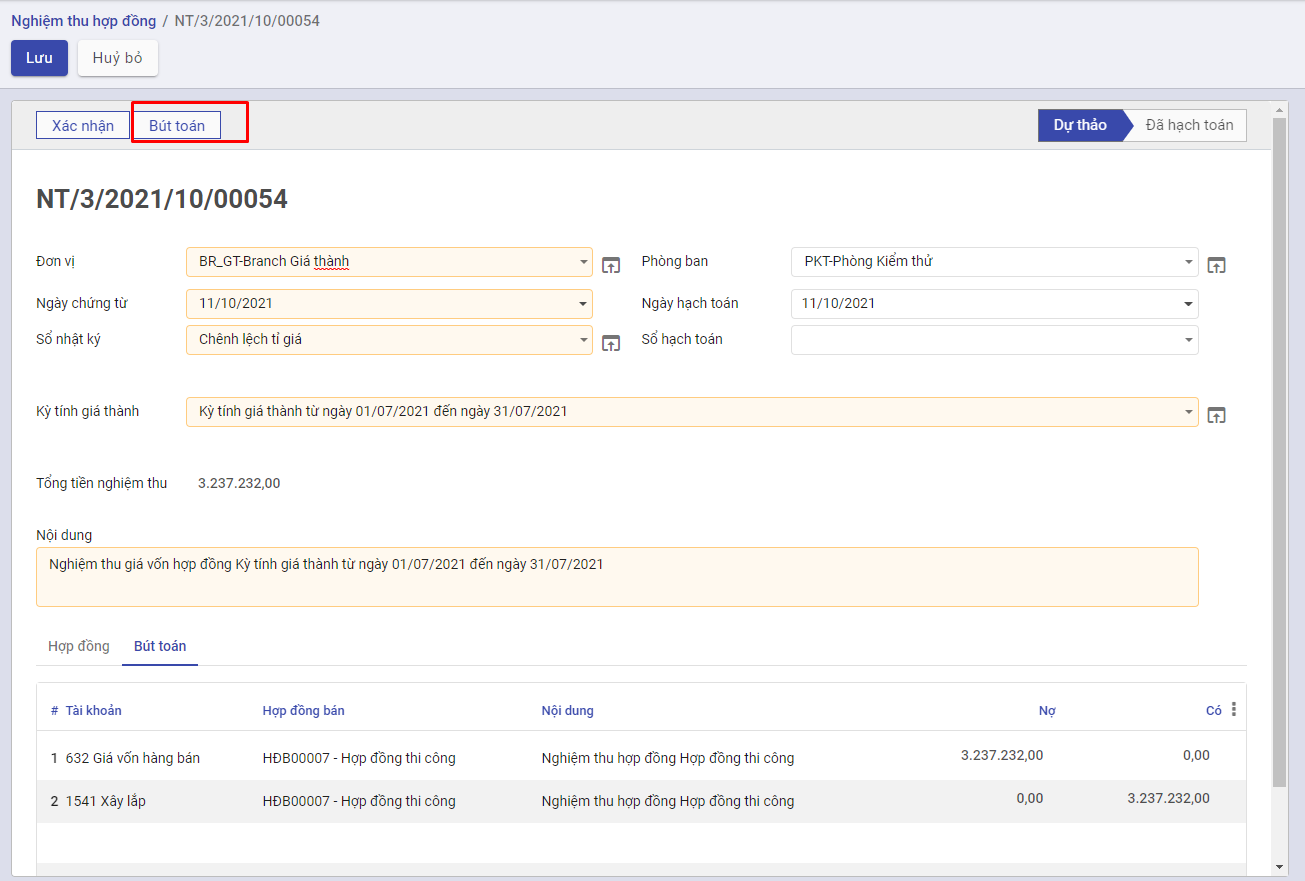 Nghiệm thu hợp đồng / NT/3/2021/10/00054
Lưu Huỷ bỏ
Xác nhận Bút toán Dự thảo Đã hạch toán
NT/3/2021/10/00054
Đơn vị BR_GT-Branch Giá thành Phòng ban PKT-Phòng Kiểm thử
Ngày chứng từ 11/10/2021 Ngày hạch toán 11/10/2021
Sổ nhật ký Chênh lệch tỉ giá Sổ hạch toán
Kỳ tính giá thành Kỳ tính giá thành từ ngày 01/07/2021 đến ngày 31/07/2021
Tổng tiền nghiệm thu 3.237.232,00
Nội dung
Nghiệm thu giá vốn hợp đồng Kỳ tính giá thành từ ngày 01/07/2021 đến ngày 31/07/2021
Hợp đồng Bút toán
# Tài khoản Hợp đồng bán Nội dung Nợ Có
1 632 Giá vốn hàng bán HĐB00007 - Hợp đồng thi công Nghiệm thu hợp đồng Hợp đồng thi công 3.237.232,00 0,00
2 1541 Xây lắp HĐB00007 - Hợp đồng thi công Nghiệm thu hợp đồng Hợp đồng thi công 0,00 3.237.232,00